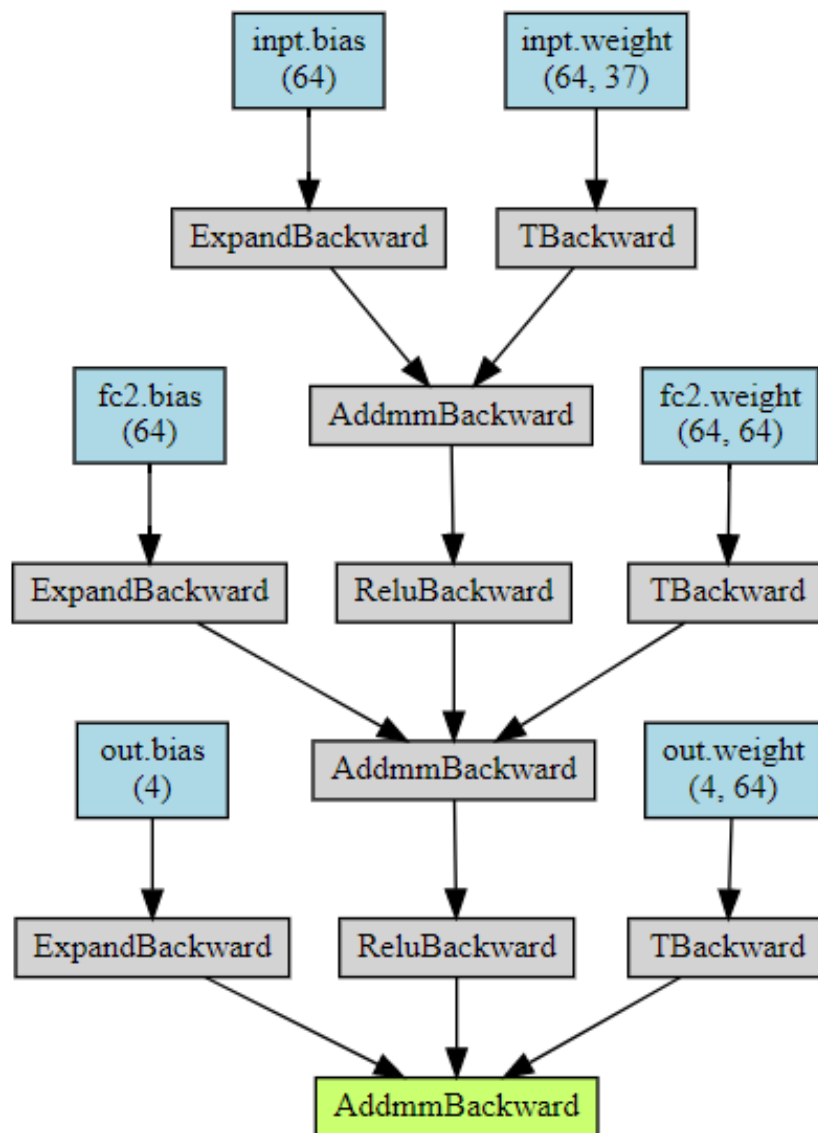 inpt.bias
(64)
inpt.weight
(64, 37)
ExpandBackward
TBackward
fc2.bias
(64)
AddmmBackward
fc2.weight
(64, 64)
ExpandBackward
ReluBackward
TBackward
out.bias
(4)
AddmmBackward
out.weight
(4, 64)
ExpandBackward
ReluBackward
TBackward
AddmmBackward